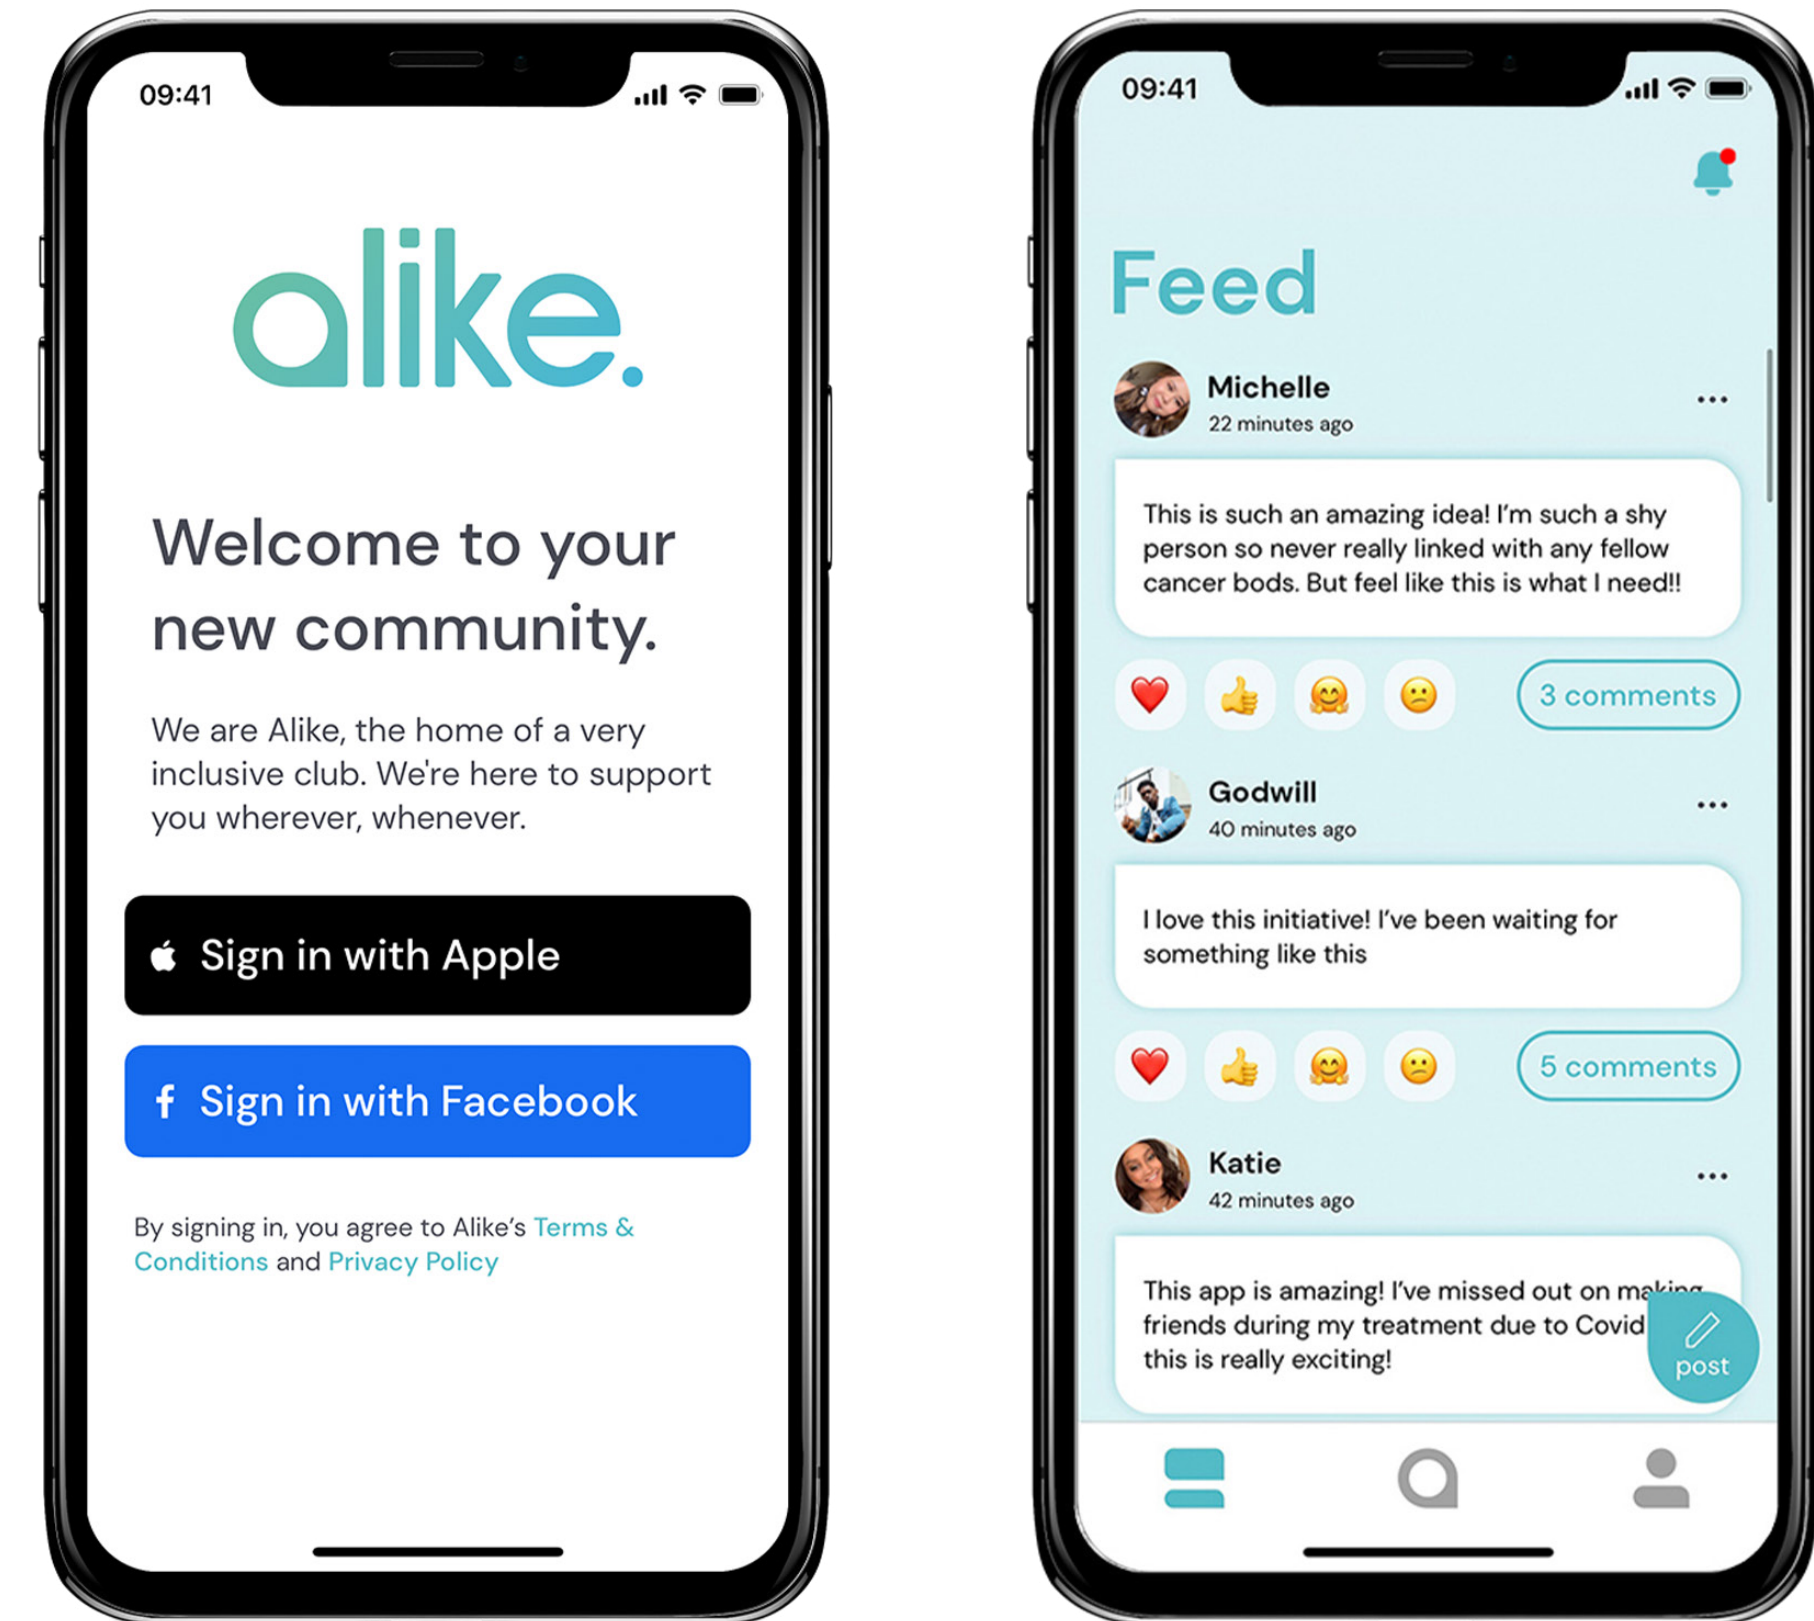 09:41
alike.
Welcome to your
new community.
We are Alike, the home of a very
inclusive club. We're here to support
you wherever, whenever.
Sign in with Apple
Sign in with Facebook
By signing in, you agree to Alike’s Terms &
Conditions and Privacy Policy
09:41
Feed
Michelle
22 minutes ago
This is such an amazing idea! I’m such a shy
person so never really linked with any fellow
cancer bods. But feel like this is what I need!!
3 comments
Godwill
40 minutes ago
I love this initiative! I’ve been waiting for
something like this
5 comments
Katie
42 minutes ago
This app is amazing! I’ve missed out on making
friends during my treatment due to Covid
this is really exciting!
post